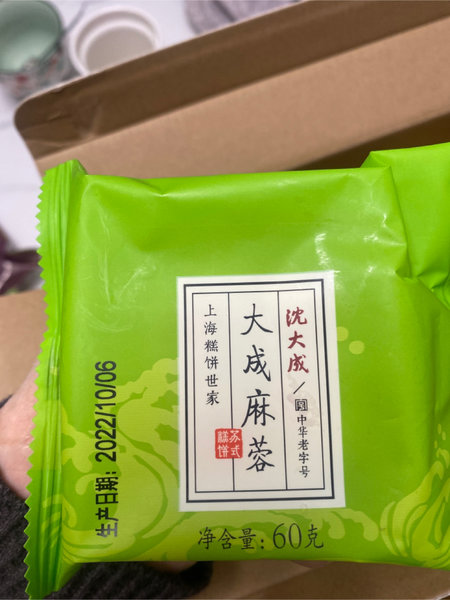 沈大成/中华老字号
大成麻蓉
苏式
糕饼
上海糕饼世家
净含量:60克
生产日期:2022/10/06